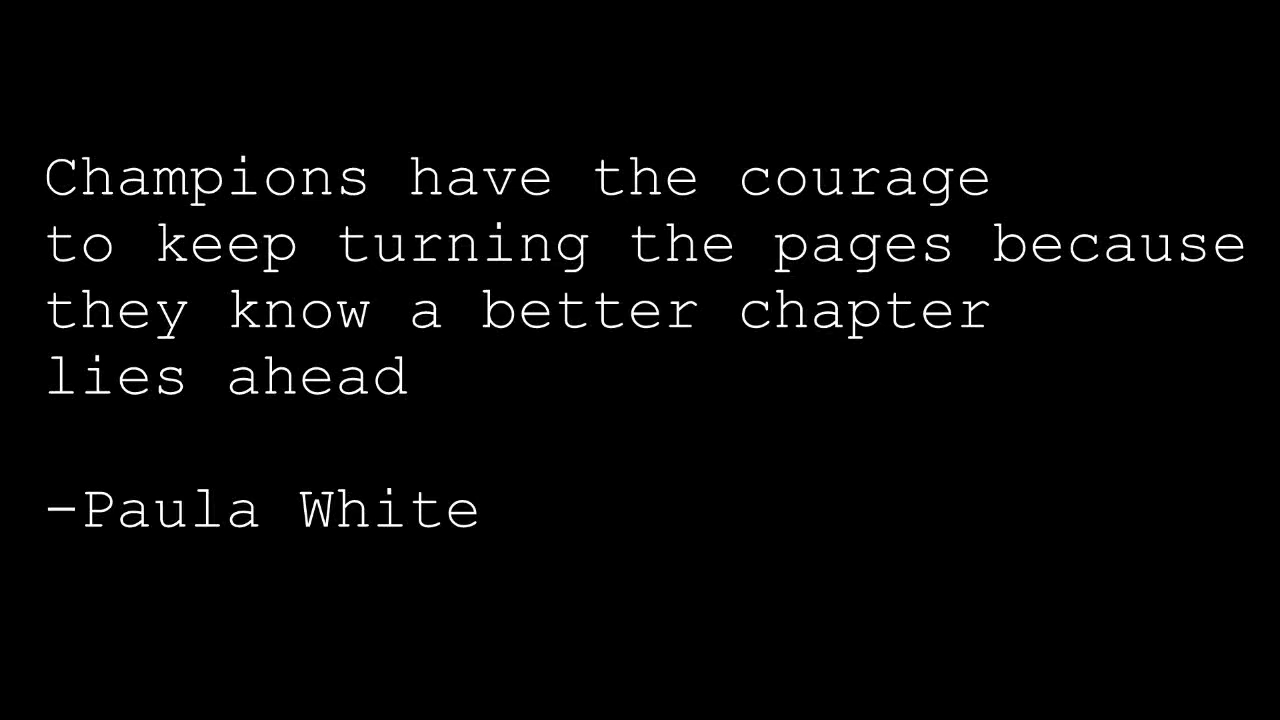 Champions have the courage
to keep turning the pages because
they know a better chapter
lies ahead
-Paula White